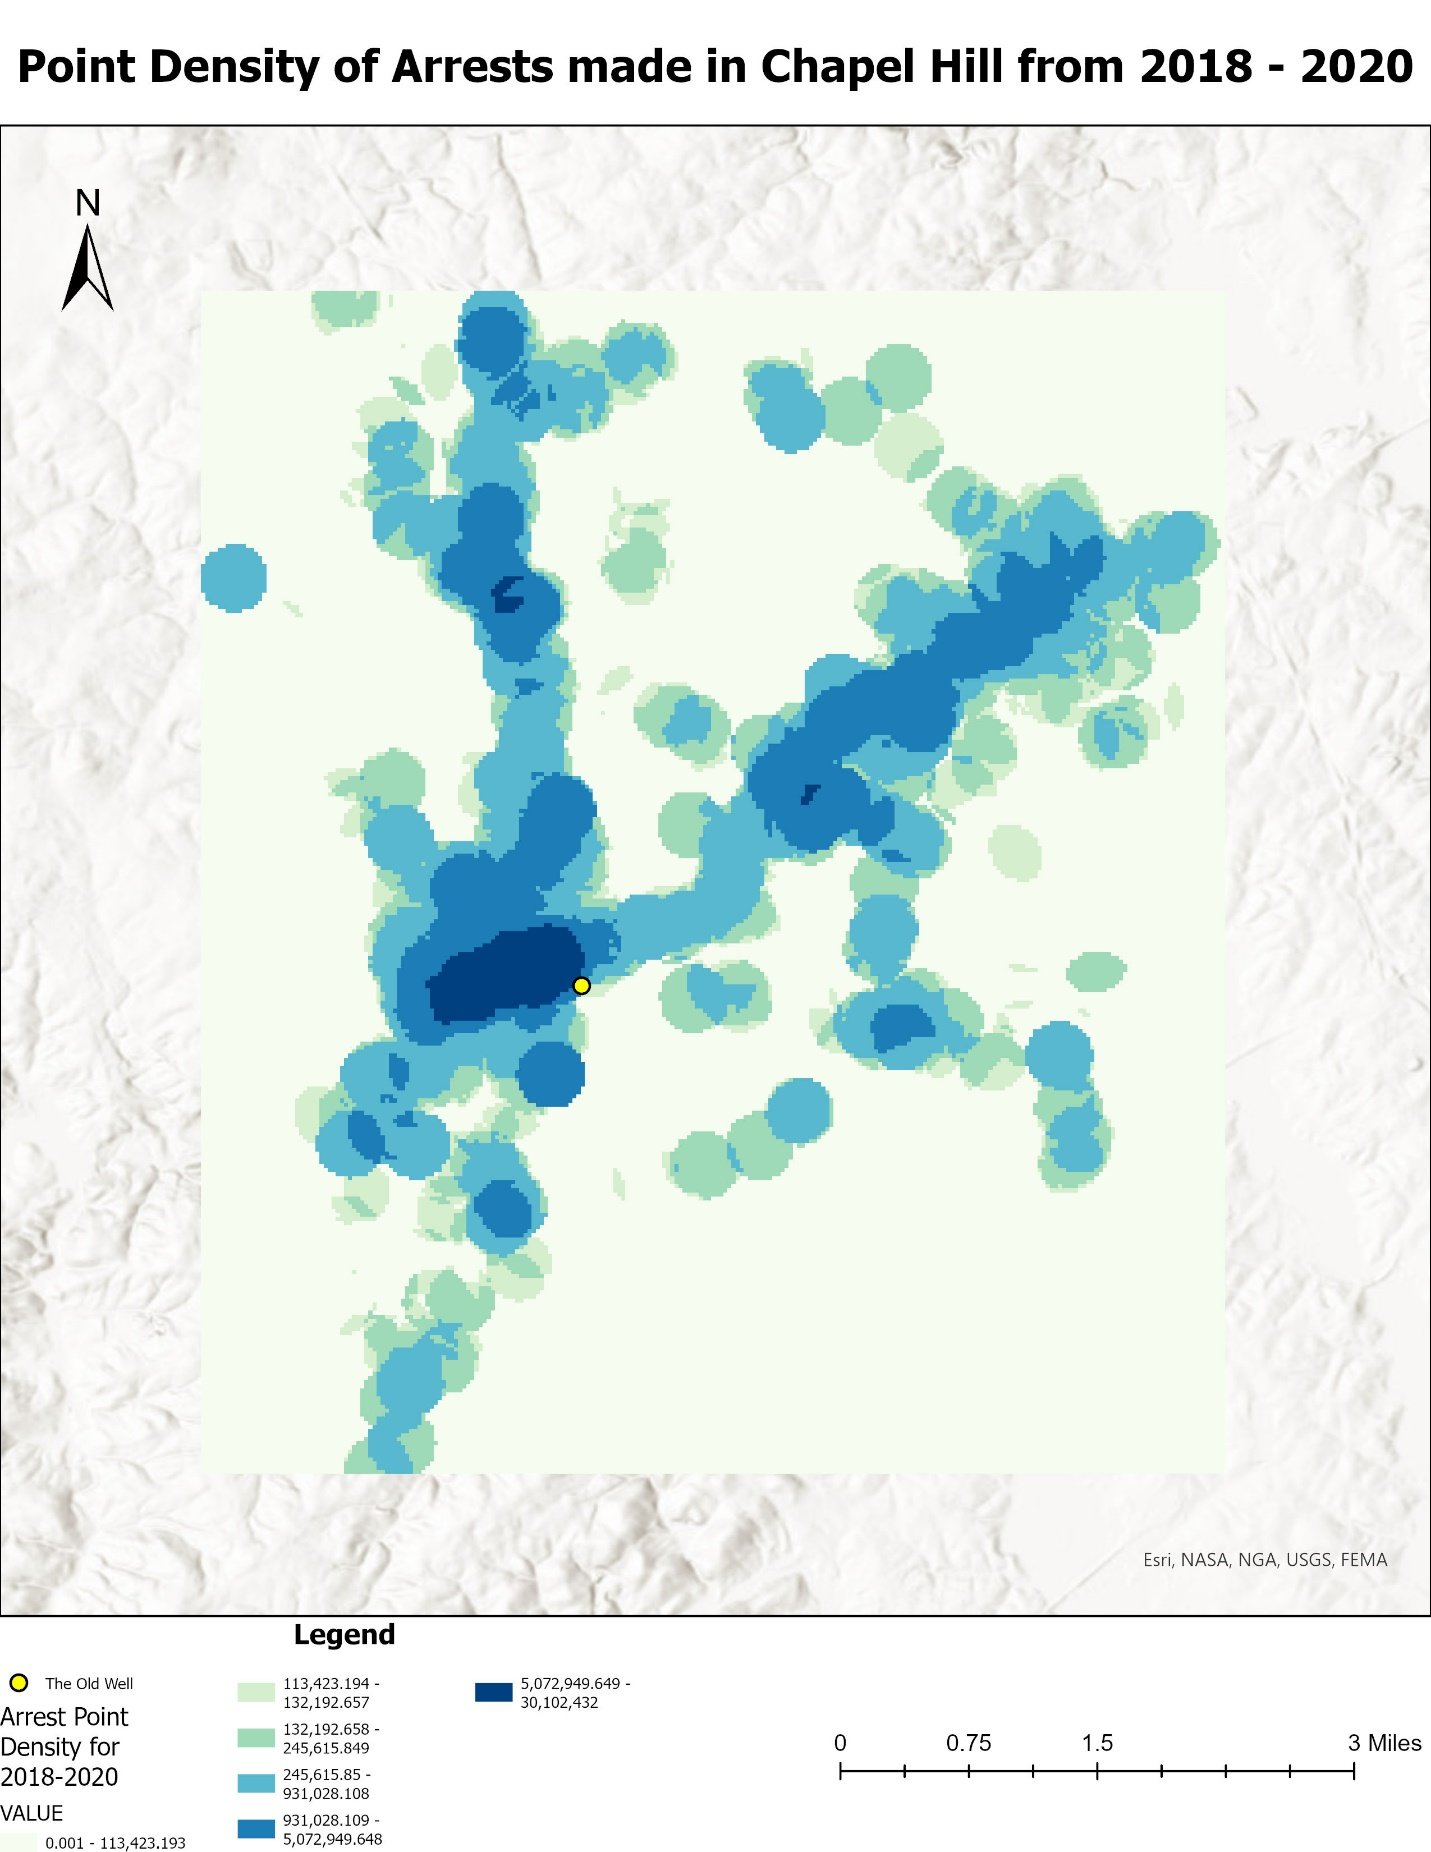 Point Density of Arrests made in Chapel Hill from 2018 - 2020
N
Esri, NASA, NGA, USGS, FEMA
Legend
The Old Well
Arrest Point
Density for
2018-2020
VALUE
0.001 - 113,423.193
113,423.194 -
132,192.657
132,192.658 -
245,615.849
245,615.85 -
931,028.108
931,028.109 -
5,072,949.648
5,072,949.649 -
30,102,432
0 0.75 1.5 3 Miles